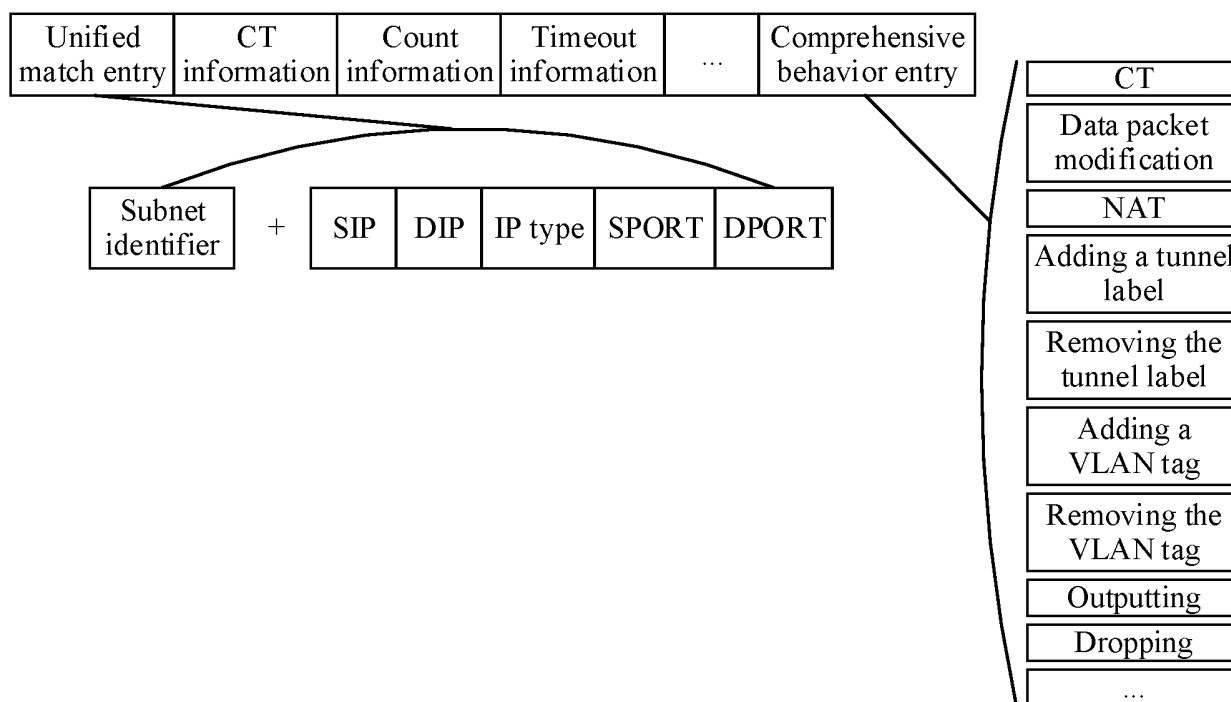 Unified
match entry
CT
information
Count
information
Timeout
information
...
Comprehensive
behavior entry
Subnet
identifier
+
SIP
DIP
IP type
SPORT
DPORT
CT
Data packet
modification
NAT
Adding a tunnel
label
Removing the
tunnel label
Adding a
VLAN tag
Removing the
VLAN tag
Outputting
Dropping
...